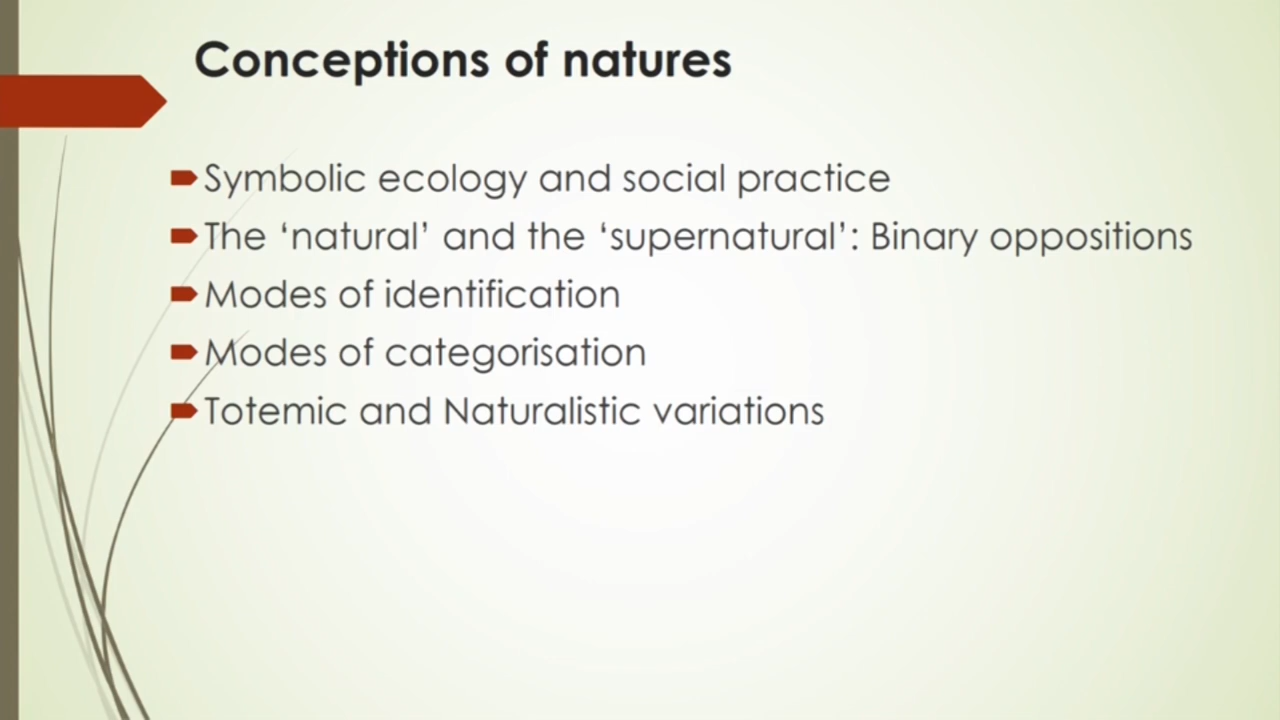 Conceptions of natures
Symbolic ecology and social practice
The ‘natural’ and the ‘supernatural’: Binary oppositions
Modes of identification
Modes of categorisation
Totemic and Naturalistic variations